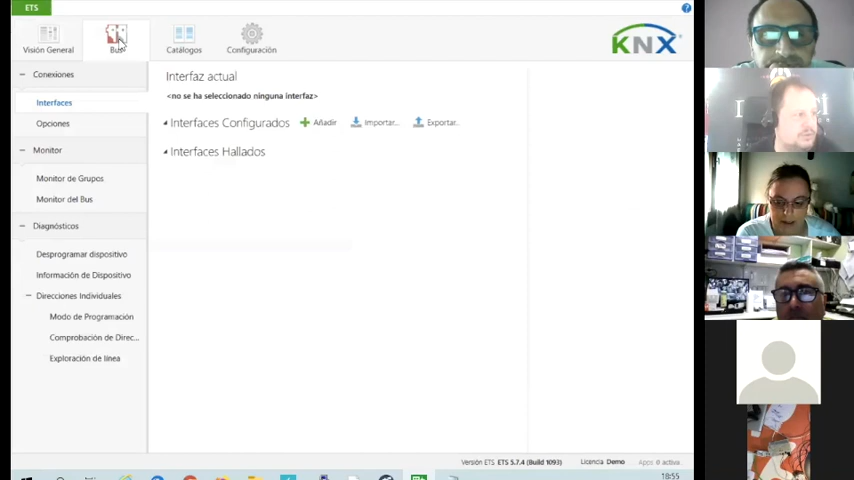 ETS
Visión General
Bus
Catálogos
Configuración
KNX
Conexiones
Interfaces
Opciones
Monitor
Monitor de Grupos
Monitor del Bus
Diagnósticos
Desprogramar dispositivo
Información de Dispositivo
Direcciones Individuales
Modo de Programación
Comprobación de Direc...
Exploración de línea
Interfaz actual
<no se ha seleccionado ninguna interfaz>
Interfaces Configurados
Añadir
Importar...
Exportar...
Interfaces Hallados
Versión ETS ETS 5.7.4 (Build 1093)
Licencia Demo
Apps 0 activa...
18:55